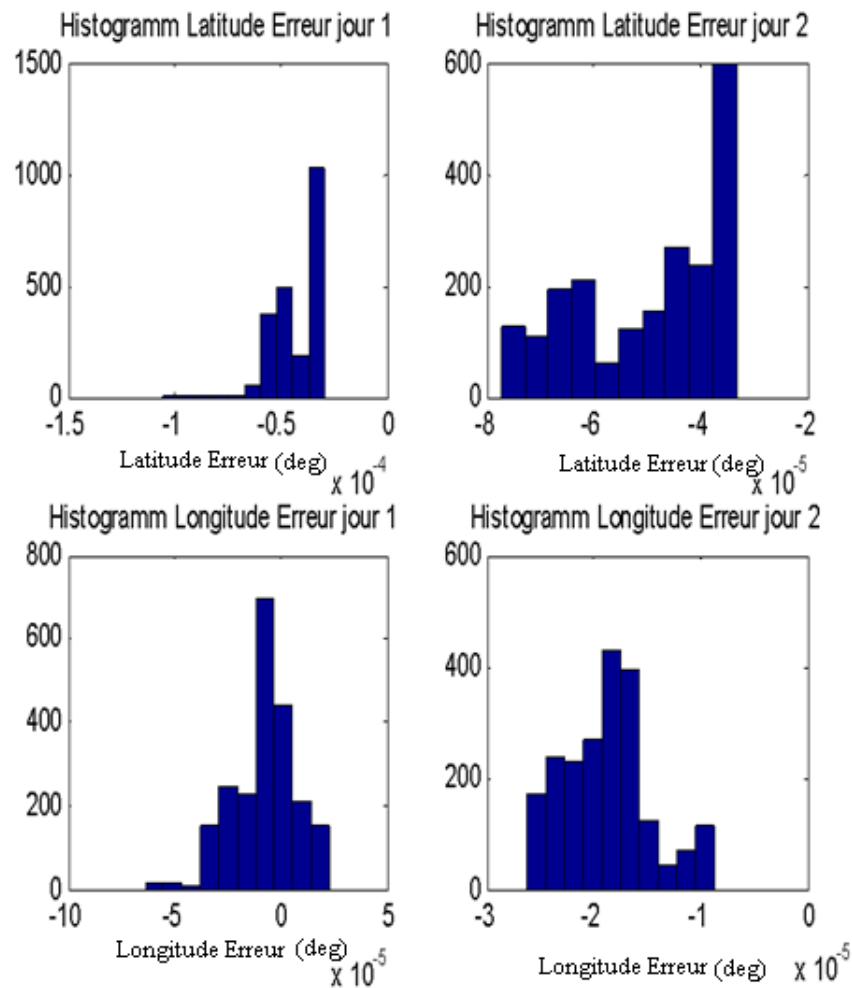 Histogramm Latitude Erreur jour 1
1500
1000
500
0
-1.5 -1 -0.5 0
Latitude Erreur (deg)
x 10^-4
Histogramm Latitude Erreur jour 2
600
400
200
0
-8 -6 -4 -2
Latitude Erreur (deg)
x 10^-5
Histogramm Longitude Erreur jour 1
800
600
400
200
0
-10 -5 0 5
Longitude Erreur (deg)
x 10^-5
Histogramm Longitude Erreur jour 2
600
400
200
0
-3 -2 -1 0
Longitude Erreur (deg)
x 10^-5